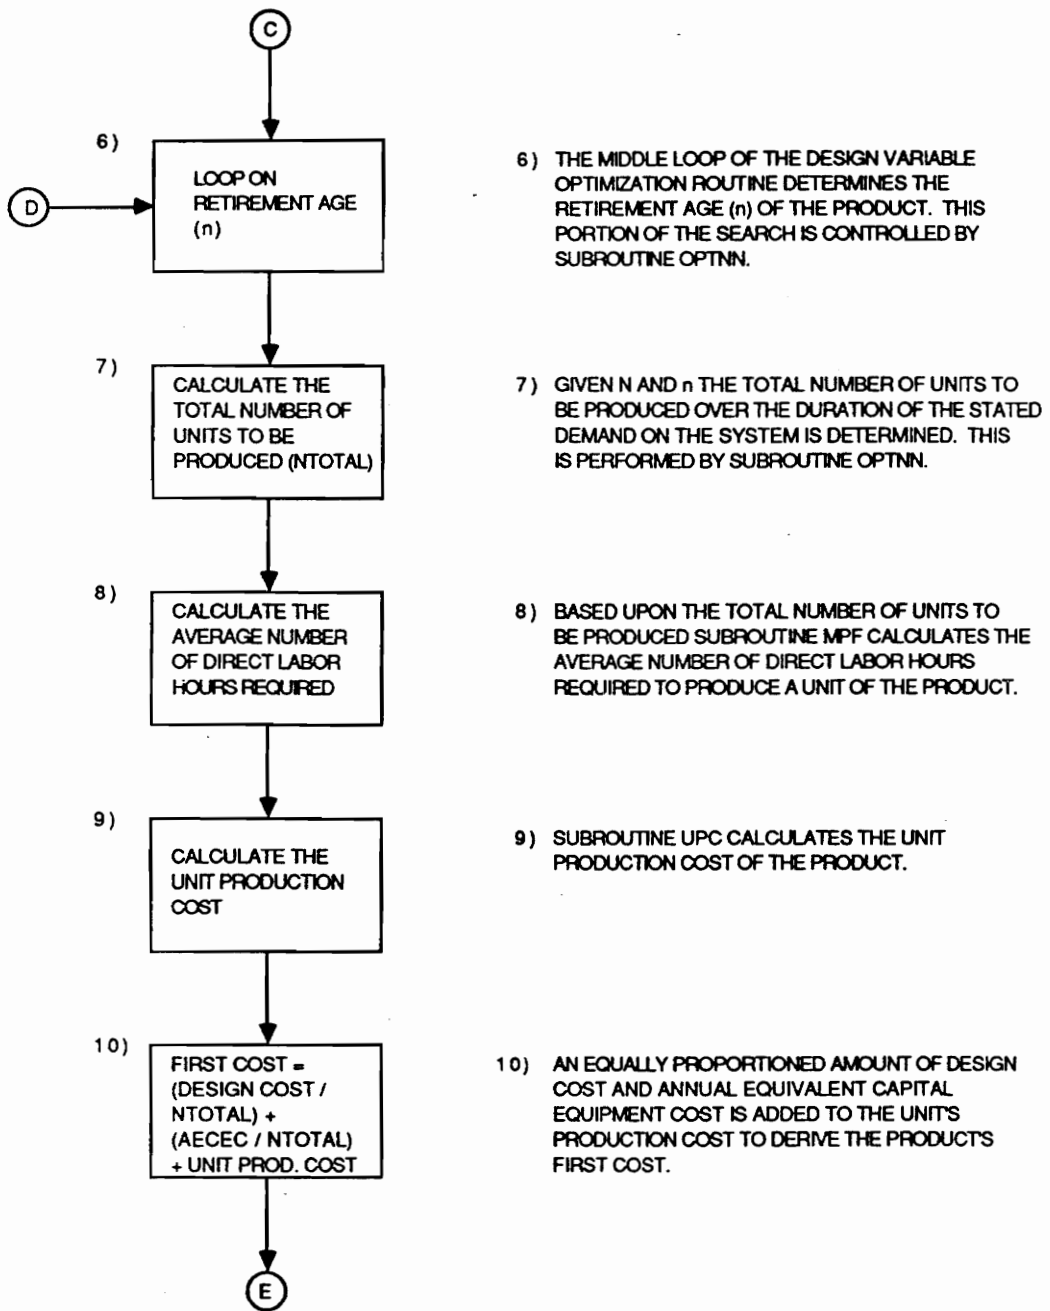 C
6)
LOOP ON
RETIREMENT AGE
(n)
D
6) THE MIDDLE LOOP OF THE DESIGN VARIABLE
OPTIMIZATION ROUTINE DETERMINES THE
RETIREMENT AGE (n) OF THE PRODUCT. THIS
PORTION OF THE SEARCH IS CONTROLLED BY
SUBROUTINE OPTNN.
7)
CALCULATE THE
TOTAL NUMBER OF
UNITS TO BE
PRODUCED (NTOTAL)
7) GIVEN N AND n THE TOTAL NUMBER OF UNITS TO
BE PRODUCED OVER THE DURATION OF THE STATED
DEMAND ON THE SYSTEM IS DETERMINED. THIS
IS PERFORMED BY SUBROUTINE OPTNN.
8)
CALCULATE THE
AVERAGE NUMBER
OF DIRECT LABOR
HOURS REQUIRED
8) BASED UPON THE TOTAL NUMBER OF UNITS TO
BE PRODUCED SUBROUTINE MPF CALCULATES THE
AVERAGE NUMBER OF DIRECT LABOR HOURS
REQUIRED TO PRODUCE A UNIT OF THE PRODUCT.
9)
CALCULATE THE
UNIT PRODUCTION
COST
9) SUBROUTINE UPC CALCULATES THE UNIT
PRODUCTION COST OF THE PRODUCT.
10)
FIRST COST =
(DESIGN COST /
NTOTAL) +
(AECEC / NTOTAL)
+ UNIT PROD. COST
10) AN EQUALLY PROPORTIONED AMOUNT OF DESIGN
COST AND ANNUAL EQUIVALENT CAPITAL
EQUIPMENT COST IS ADDED TO THE UNIT'S
PRODUCTION COST TO DERIVE THE PRODUCT'S
FIRST COST.
E